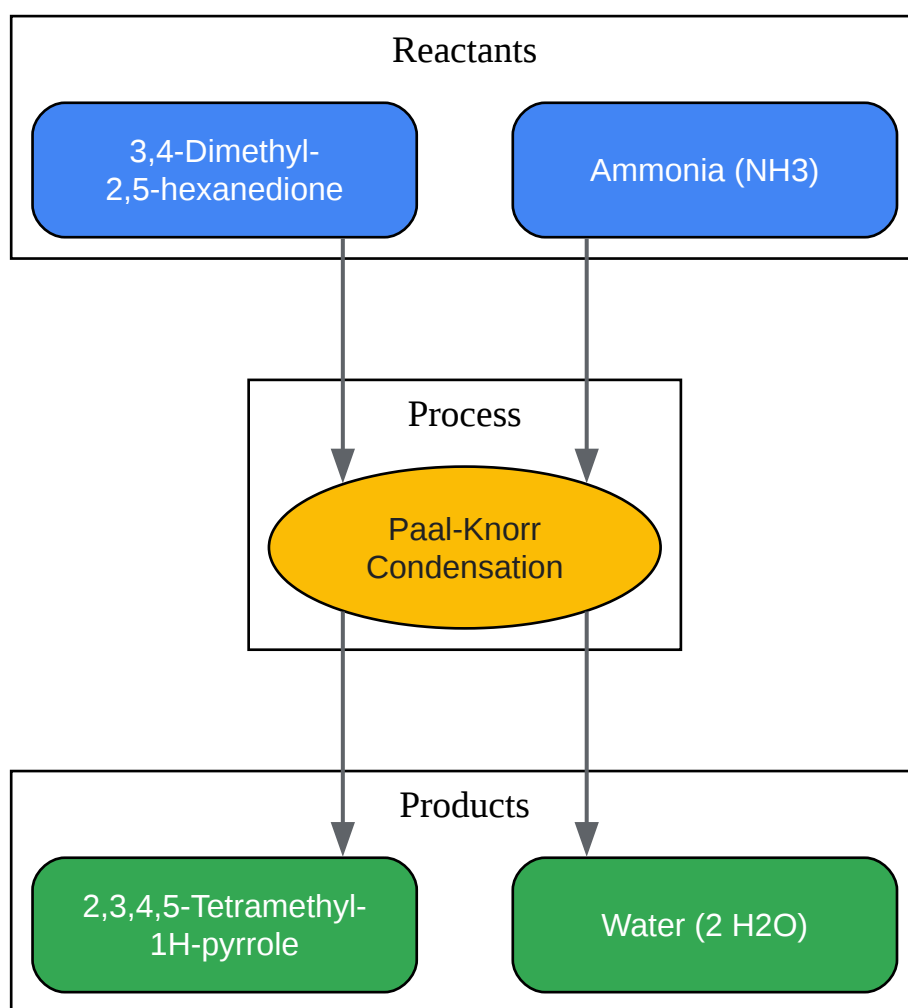 Reactants
3,4-Dimethyl-
2,5-hexanedione
Ammonia (NH3)
Process
Paal-Knorr
Condensation
Products
2,3,4,5-Tetramethyl-
1H-pyrrole
Water (2 H2O)